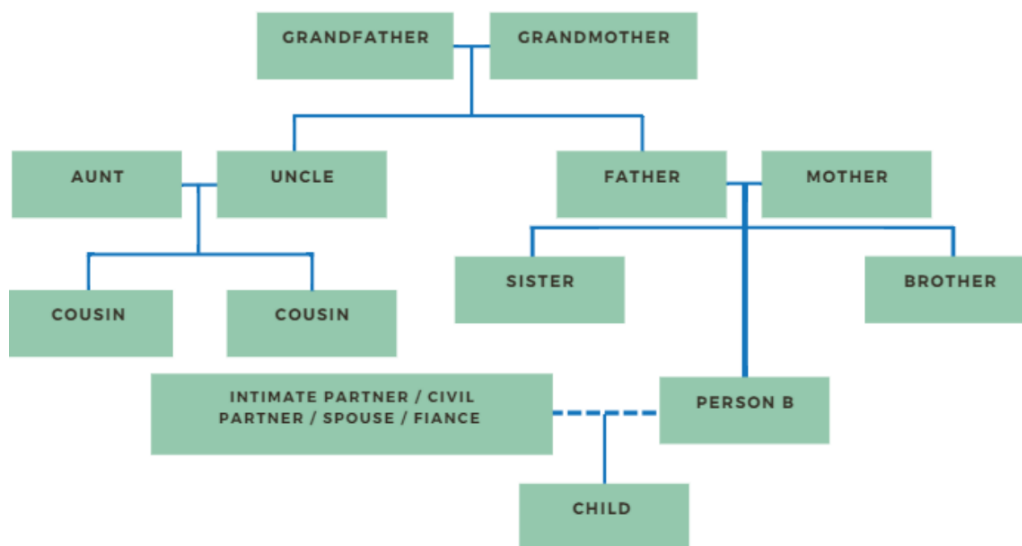 GRANDFATHER
GRANDMOTHER
AUNT
UNCLE
FATHER
MOTHER
SISTER
BROTHER
COUSIN
COUSIN
INTIMATE PARTNER / CIVIL
PARTNER / SPOUSE / FIANCE
PERSON B
CHILD